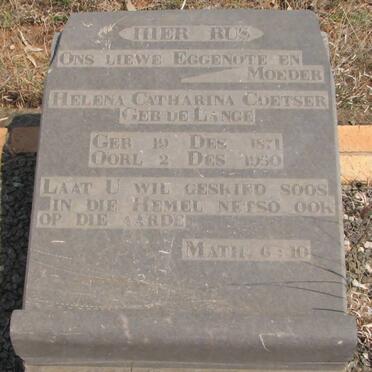 HIER RUS
ONS LIEWE EGGENOTE EN
MOEDER
HELENA CATHARINA COETSER
GEB DE LANGE
GEB 19 DES 1871
OORL 2 DES 1950
LAAT U WIL GESKIED SOOS
IN DIE HEMEL NETSO OOK
OP DIE AARDE
MATH. 6:10